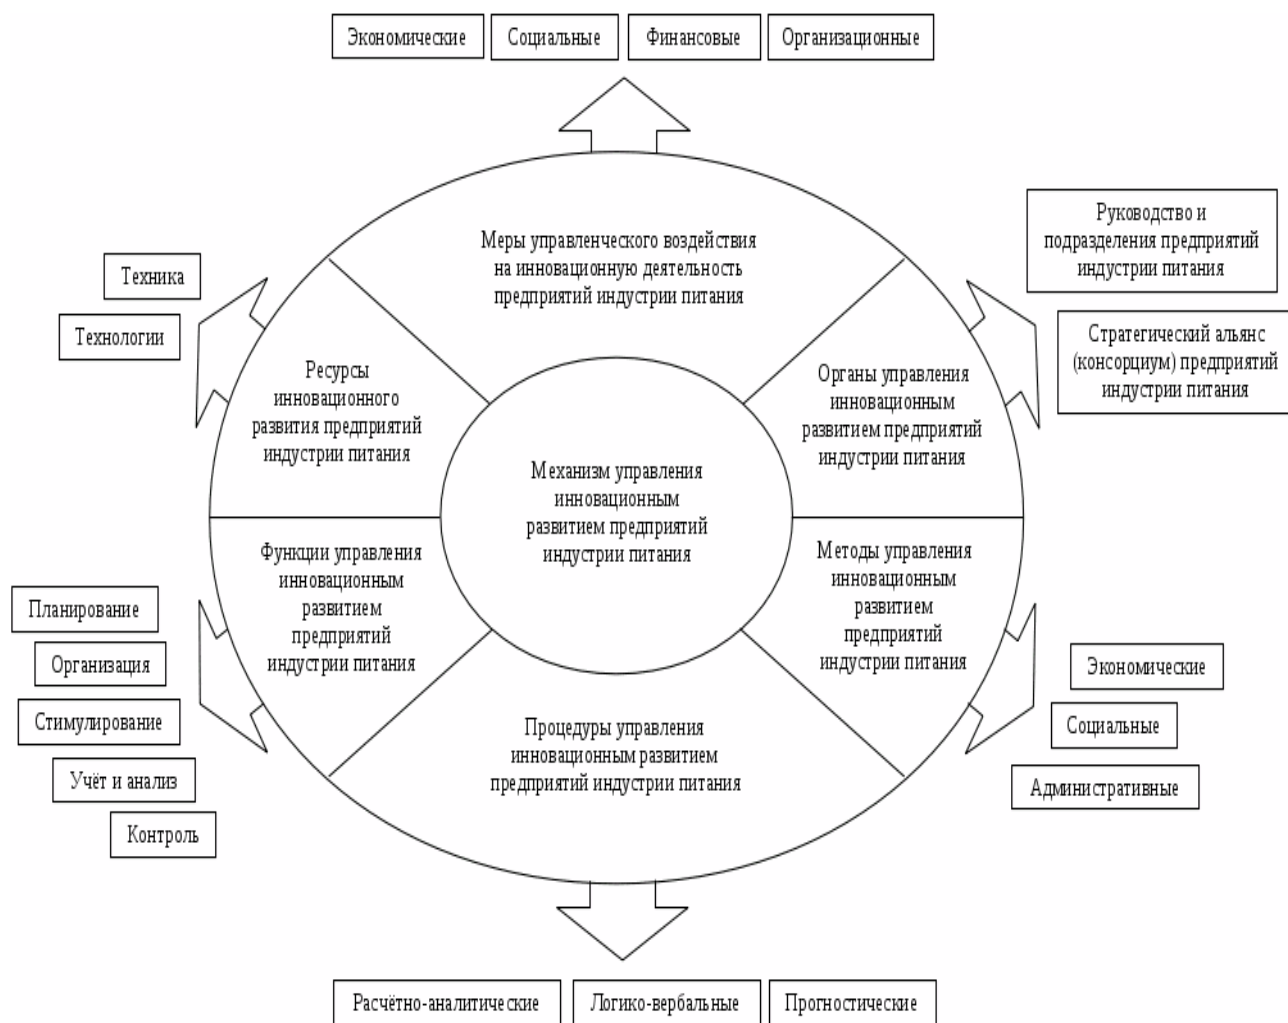 Экономические
Социальные
Финансовые
Организационные
Меры управленческого воздействия
на инновационную деятельность
предприятий индустрии питания
Руководство и
подразделения предприятий
индустрии питания
Стратегический альянс
(консорциум) предприятий
индустрии питания
Техника
Технологии
Ресурсы
инновационного
развития предприятий
индустрии питания
Органы управления
инновационным
развитием предприятий
индустрии питания
Механизм управления
инновационным
развитием предприятий
индустрии питания
Функции управления
инновационным
развитием
предприятий
индустрии питания
Методы управления
инновационным
развитием
предприятий
индустрии питания
Планирование
Организация
Стимулирование
Учёт и анализ
Контроль
Экономические
Социальные
Административные
Процедуры управления
инновационным развитием
предприятий индустрии питания
Расчётно-аналитические
Логико-вербальные
Прогностические